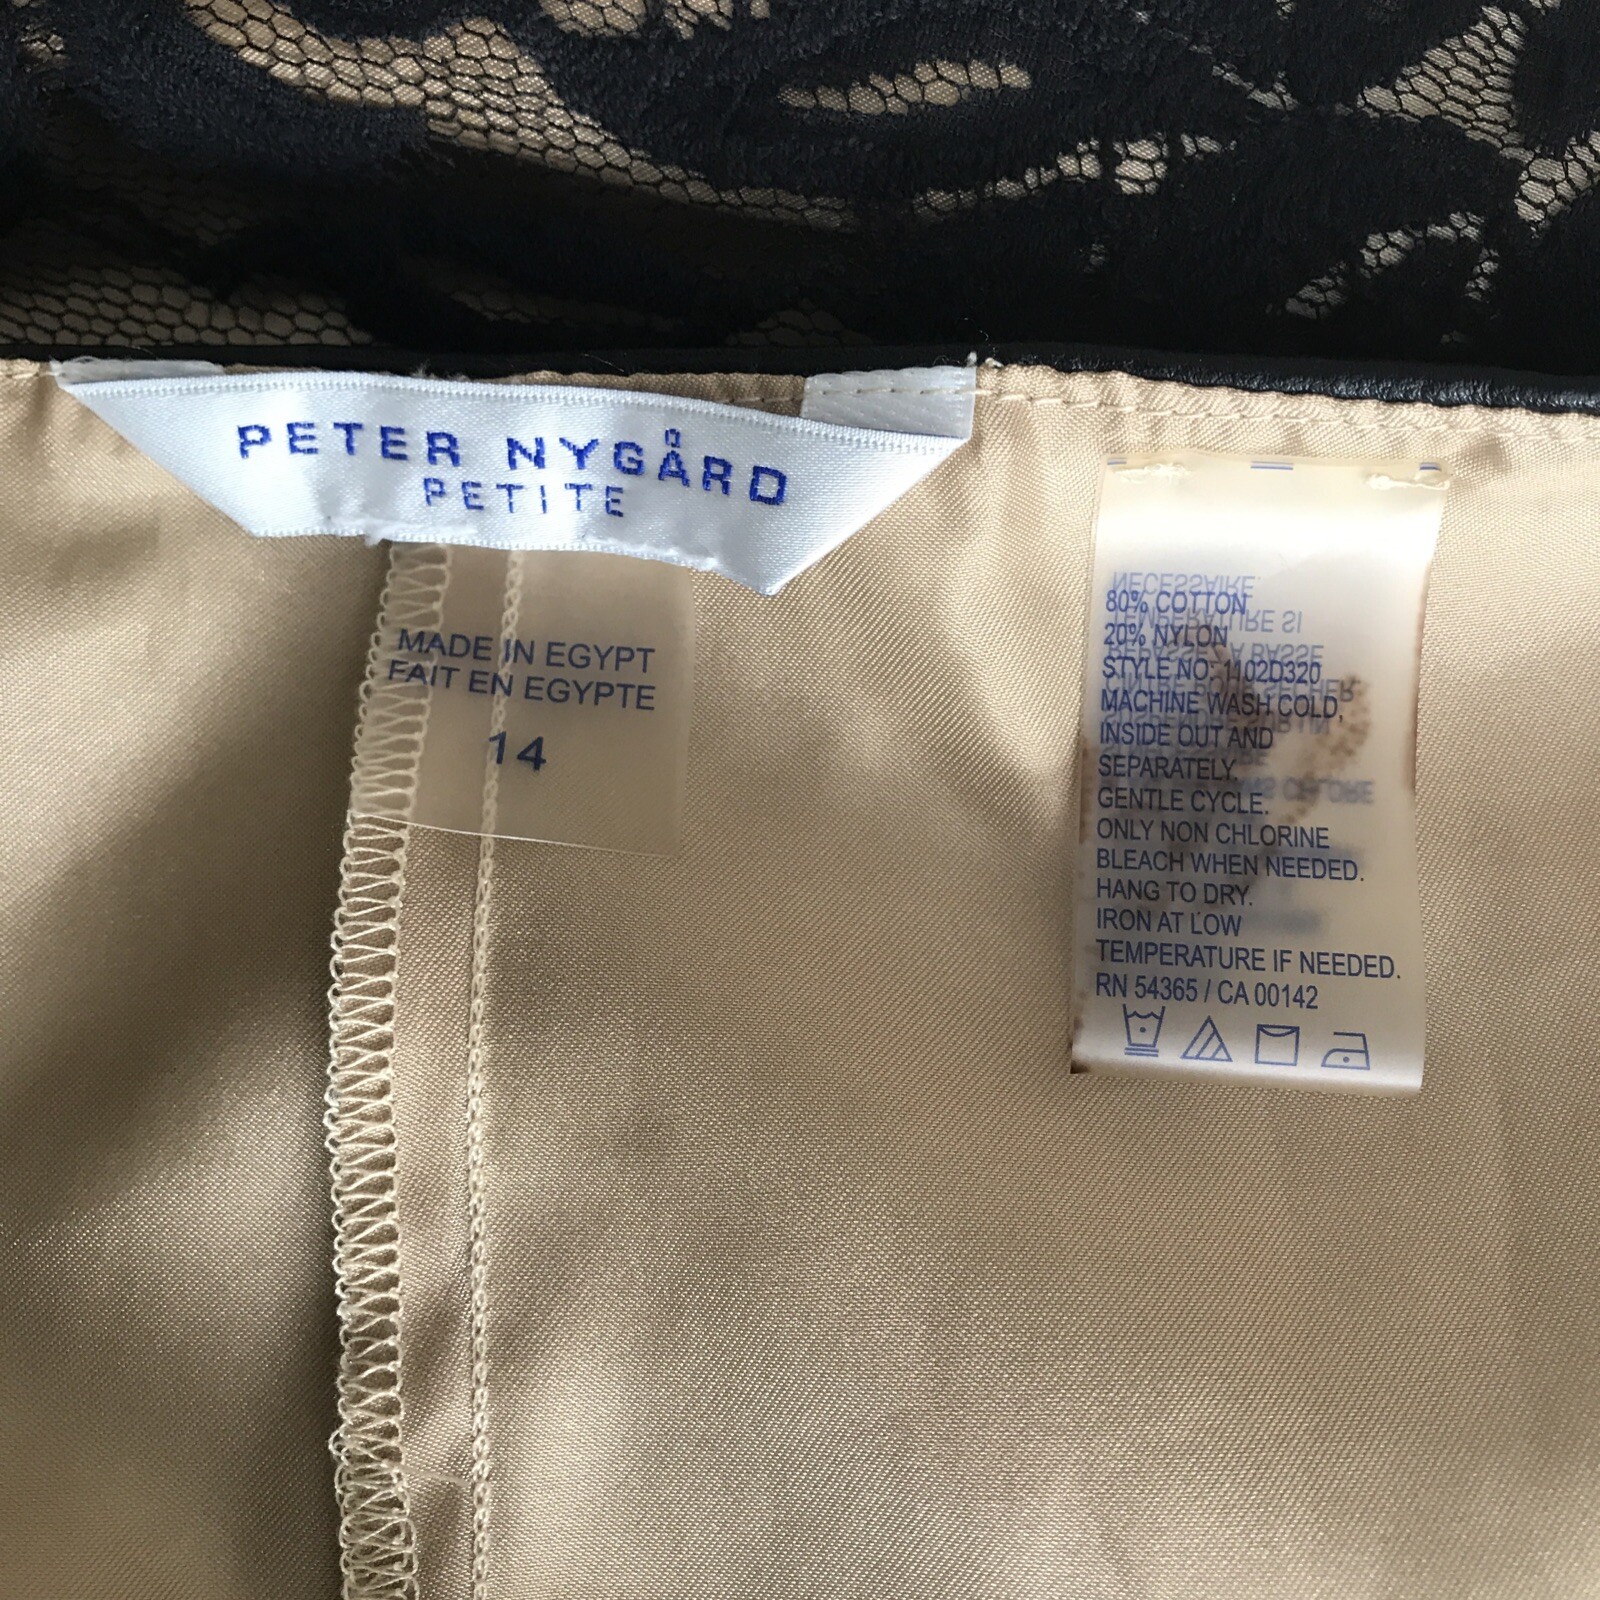 PETER NYGÅRD
PETITE
MADE IN EGYPT
FAIT EN EGYPTE
14
80% COTTON
20% NYLON
STYLE NO: 1102D320
MACHINE WASH COLD,
INSIDE OUT AND
SEPARATELY.
GENTLE CYCLE.
ONLY NON CHLORINE
BLEACH WHEN NEEDED.
HANG TO DRY.
IRON AT LOW
TEMPERATURE IF NEEDED.
RN 54365 / CA 00142